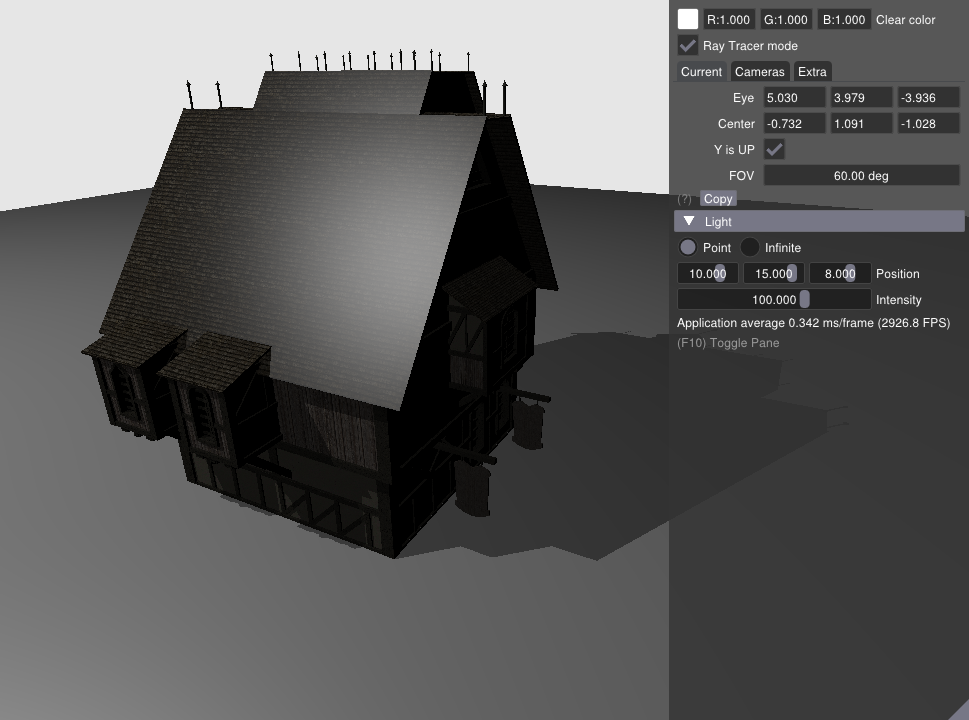 R:1.000 G:1.000 B:1.000 Clear color
Ray Tracer mode
Current Cameras Extra
Eye 5.030 3.979 -3.936
Center -0.732 1.091 -1.028
Y is UP
FOV 60.00 deg
(?) Copy
Light
Point Infinite
10.000 15.000 8.000 Position
100.000 Intensity
Application average 0.342 ms/frame (2926.8 FPS)
(F10) Toggle Pane